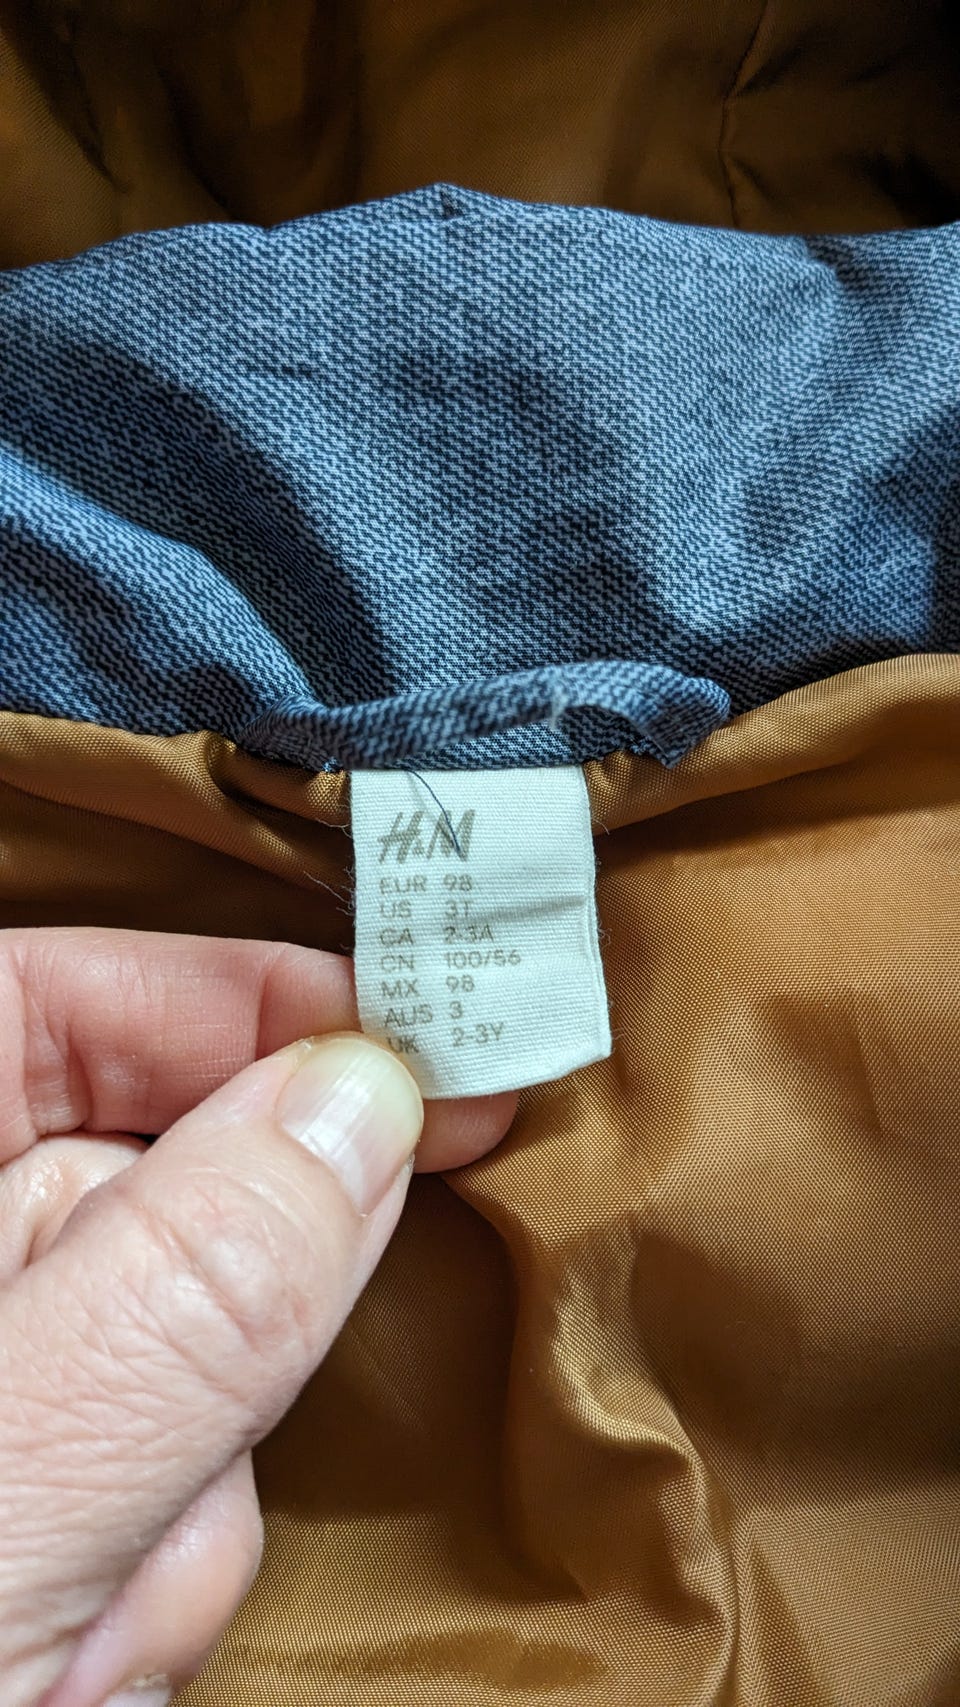 H&M
EUR 98
US 3T
CA 2-3A
CN 100/56
MX 98
AUS 3
UK 2-3Y